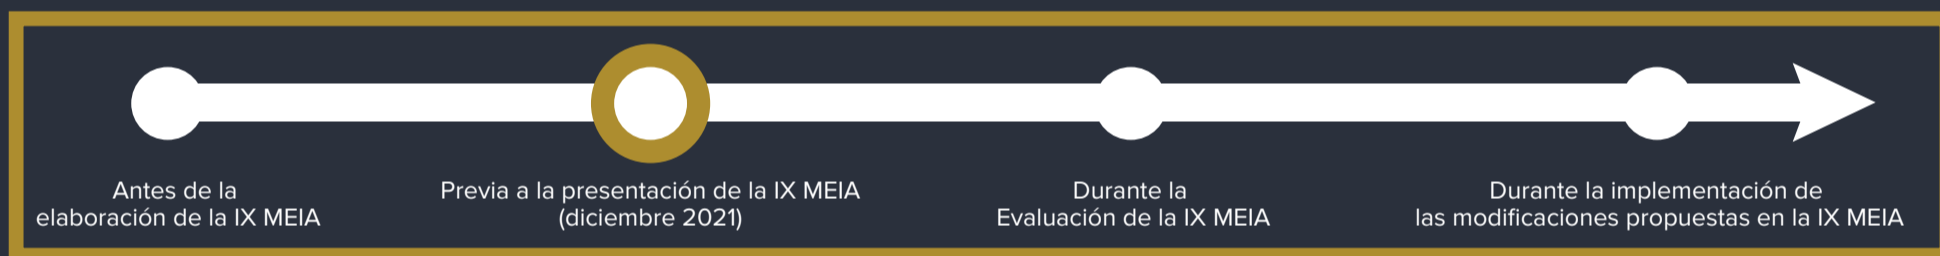 Antes de la
elaboración de la IX MEIA
Previa a la presentación de la IX MEIA
(diciembre 2021)
Durante la
Evaluación de la IX MEIA
Durante la implementación de
las modificaciones propuestas en la IX MEIA